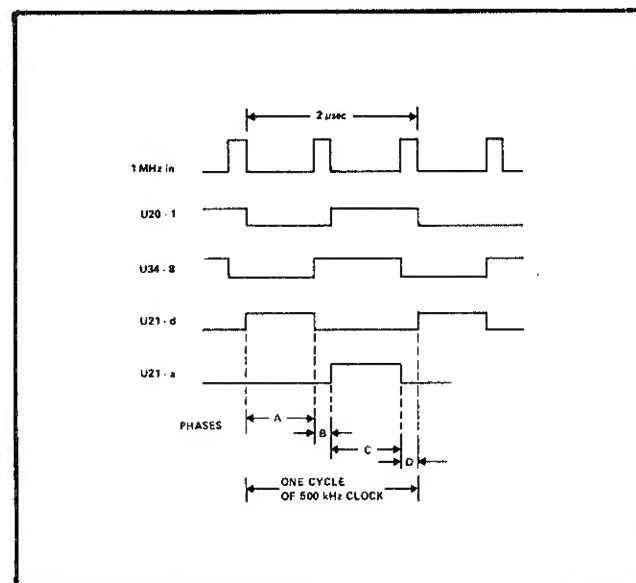 2 μsec
1 MHz in
U20 - 1
U34 - 8
U21 - d
U21 - a
PHASES
A
B
C
D
ONE CYCLE
OF 500 kHz CLOCK